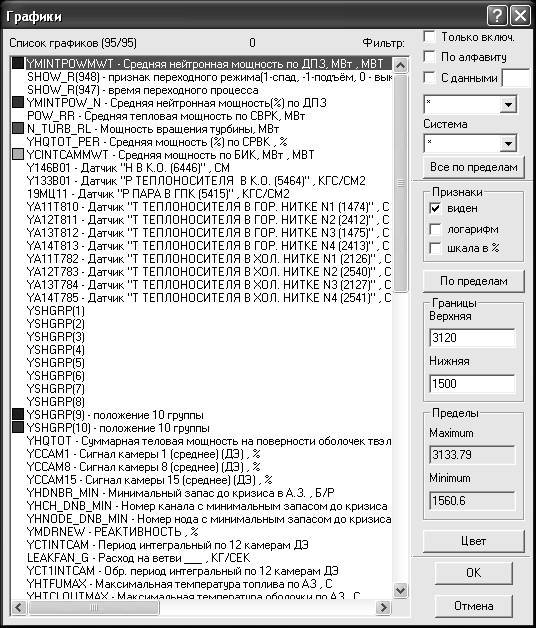 Графики
Список графиков (95/95) 0 Фильтр:
YMINTPOWMWT - Средняя нейтронная мощность по ДПЗ, МВт , МВТ
SHOW_R(948) - признак переходного режима(1-спад, -1-подъём, 0 - вык
SHOW_R(947) - время переходного процесса
YMINTPOW_N - Средняя нейтронная мощность(%) по ДПЗ
POW_RR - Средняя тепловая мощность по СВРК, МВт
N_TURB_RL - Мощность вращения турбины, МВт
YHQTOT_PER - Средняя мощность (%) по СРВК , %
YCINTCAMMWT - Средняя мощность по БИК, МВт , МВТ
Y146B01 - Датчик "H В К.О. (6446)" , СМ
Y133B01 - Датчик "P ТЕПЛОНОСИТЕЛЯ В К.О. (5464)" , КГС/СМ2
19МЦ11 - Датчик "P ПАРА В ГПК (5415)" , КГС/СМ2
YA11T810 - Датчик "Т ТЕПЛОНОСИТЕЛЯ В ГОР. НИТКЕ N1 (1474)" , С
YA12T811 - Датчик "Т ТЕПЛОНОСИТЕЛЯ В ГОР. НИТКЕ N2 (2412)" , С
YA13T812 - Датчик "Т ТЕПЛОНОСИТЕЛЯ В ГОР. НИТКЕ N3 (1475)" , С
YA14T813 - Датчик "Т ТЕПЛОНОСИТЕЛЯ В ГОР. НИТКЕ N4 (2413)" , С
YA11T782 - Датчик "Т ТЕПЛОНОСИТЕЛЯ В ХОЛ. НИТКЕ N1 (2126)" , С
YA12T783 - Датчик "Т ТЕПЛОНОСИТЕЛЯ В ХОЛ. НИТКЕ N2 (2540)" , С
YA13T784 - Датчик "Т ТЕПЛОНОСИТЕЛЯ В ХОЛ. НИТКЕ N3 (2127)" , С
YA14T785 - Датчик "Т ТЕПЛОНОСИТЕЛЯ В ХОЛ. НИТКЕ N4 (2541)" , С
YSHGRP(1)
YSHGRP(2)
YSHGRP(3)
YSHGRP(4)
YSHGRP(5)
YSHGRP(6)
YSHGRP(7)
YSHGRP(8)
YSHGRP(9) - положение 10 группы
YSHGRP(10) - положение 10 группы
YHQTOT - Суммарная теловая мощность на поверности оболочек твэл
YCCAM1 - Сигнал камеры 1 (среднее) (ДЭ) , %
YCCAM8 - Сигнал камеры 8 (среднее) (ДЭ) , %
YCCAM15 - Сигнал камеры 15 (среднее) (ДЭ) , %
YHDNBR_MIN - Минимальный запас до кризиса в А.З. , Б/Р
YHCH_DNB_MIN - Номер канала с минимальным запасом до кризиса
YHNODE_DNB_MIN - Номер нода с минимальным запасом до кризиса
YMDRNEW - РЕАКТИВНОСТЬ , %
YCTINTCAM - Период интегральный по 12 камерам ДЭ
LEAKFAN_G - Расход на ветви ___ , КГ/СЕК
YCT1INTCAM - Обр. период интегральный по 12 камерам ДЭ
YHTFUMAX - Максимальная температура топлива по АЗ , С
YHTCLOUTMAX - Максимальная температура оболочки по АЗ , С
Только включ.
По алфавиту
С данными
*
Система
*
Все по пределам
Признаки
виден
логарифм
шкала в %
По пределам
Границы
Верхняя
3120
Нижняя
1500
Пределы
Maximum
3133.79
Minimum
1560.6
Цвет
OK
Отмена